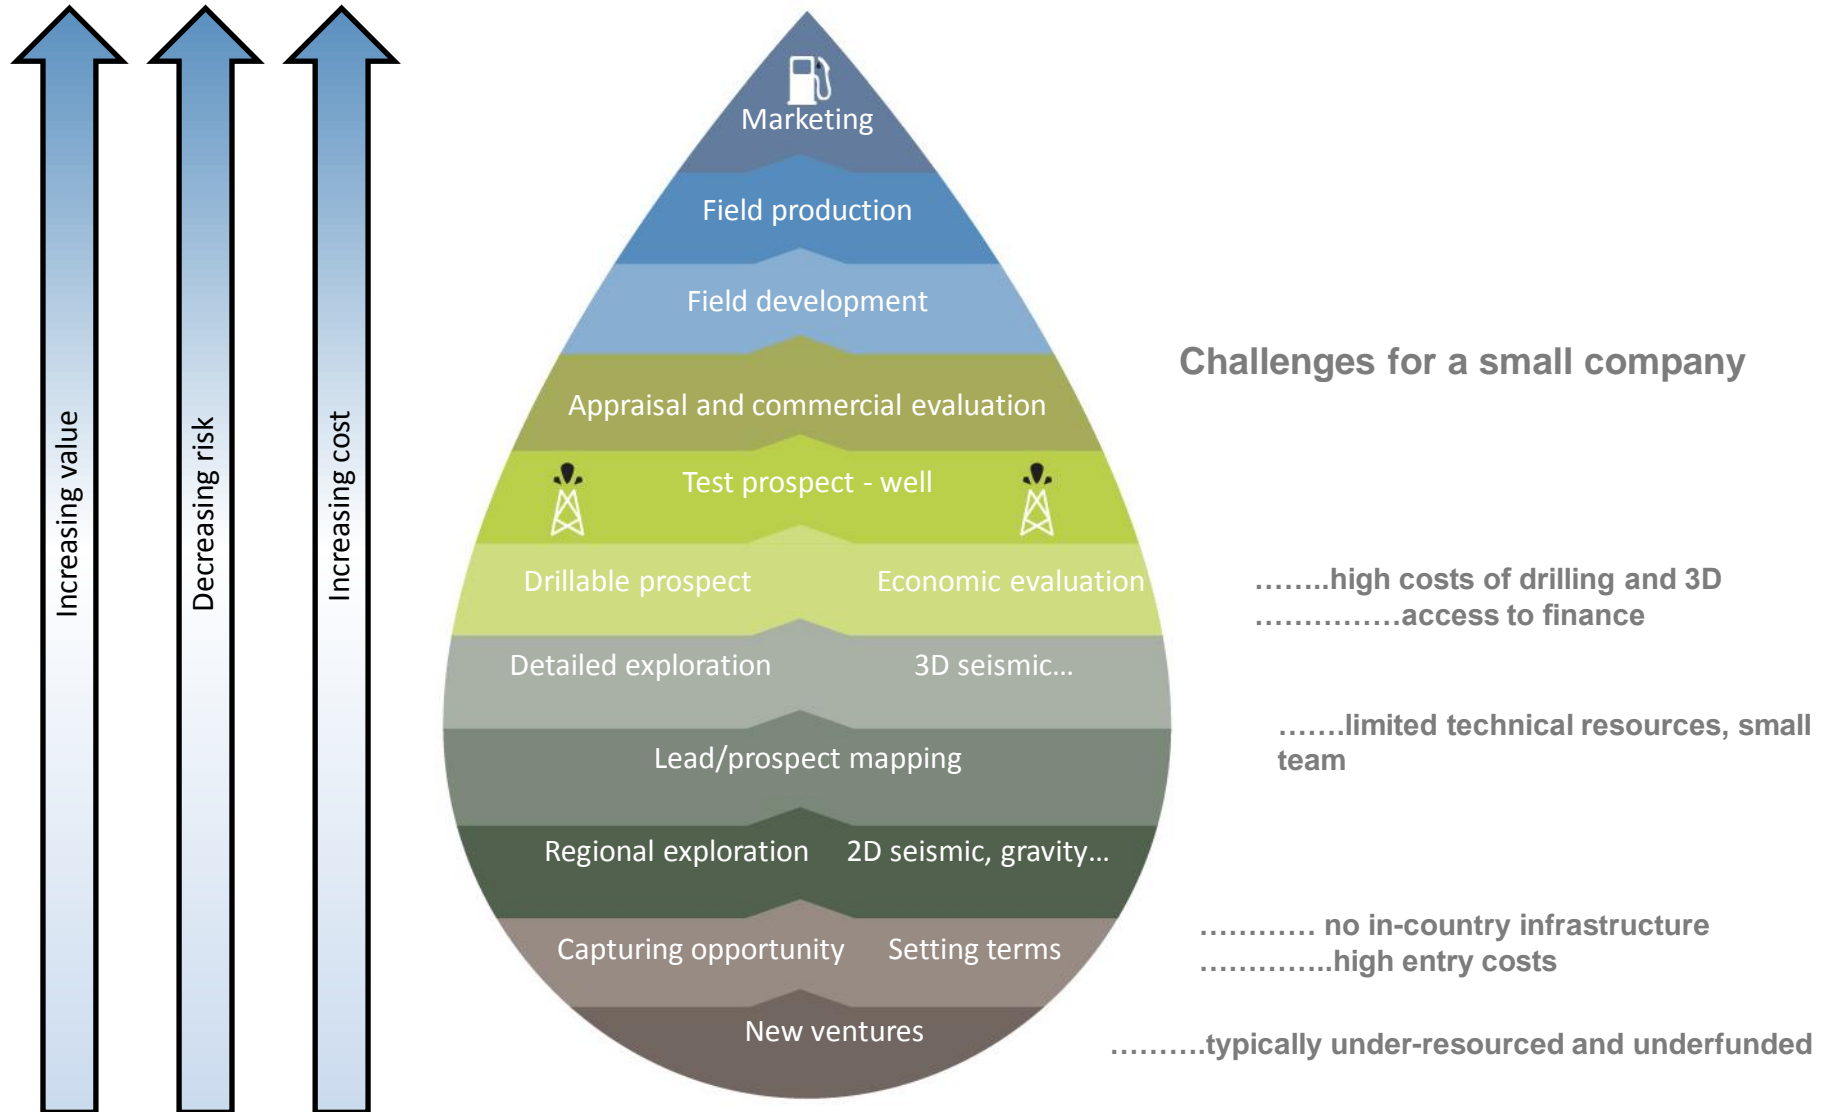 Increasing value
Decreasing risk
Increasing cost
Marketing
Field production
Field development
Appraisal and commercial evaluation
Test prospect - well
Drillable prospect
Economic evaluation
Detailed exploration
3D seismic...
Lead/prospect mapping
Regional exploration
2D seismic, gravity...
Capturing opportunity
Setting terms
New ventures
Challenges for a small company
........high costs of drilling and 3D
...............access to finance
.......limited technical resources, small
team
............ no in-country infrastructure
..............high entry costs
..........typically under-resourced and underfunded